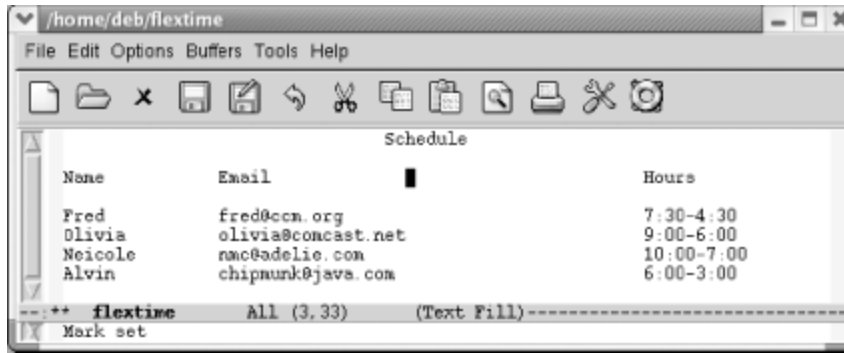 /home/deb/flextime
File Edit Options Buffers Tools Help
Schedule
Name Email Hours
Fred fred@ccm.org 7:30-4:30
Olivia olivia@comcast.net 9:00-6:00
Neicole nmc@adelie.com 10:00-7:00
Alvin chipmunk@java.com 6:00-3:00
--:** flextime All (3,33) (Text Fill)------------------------------
Mark set